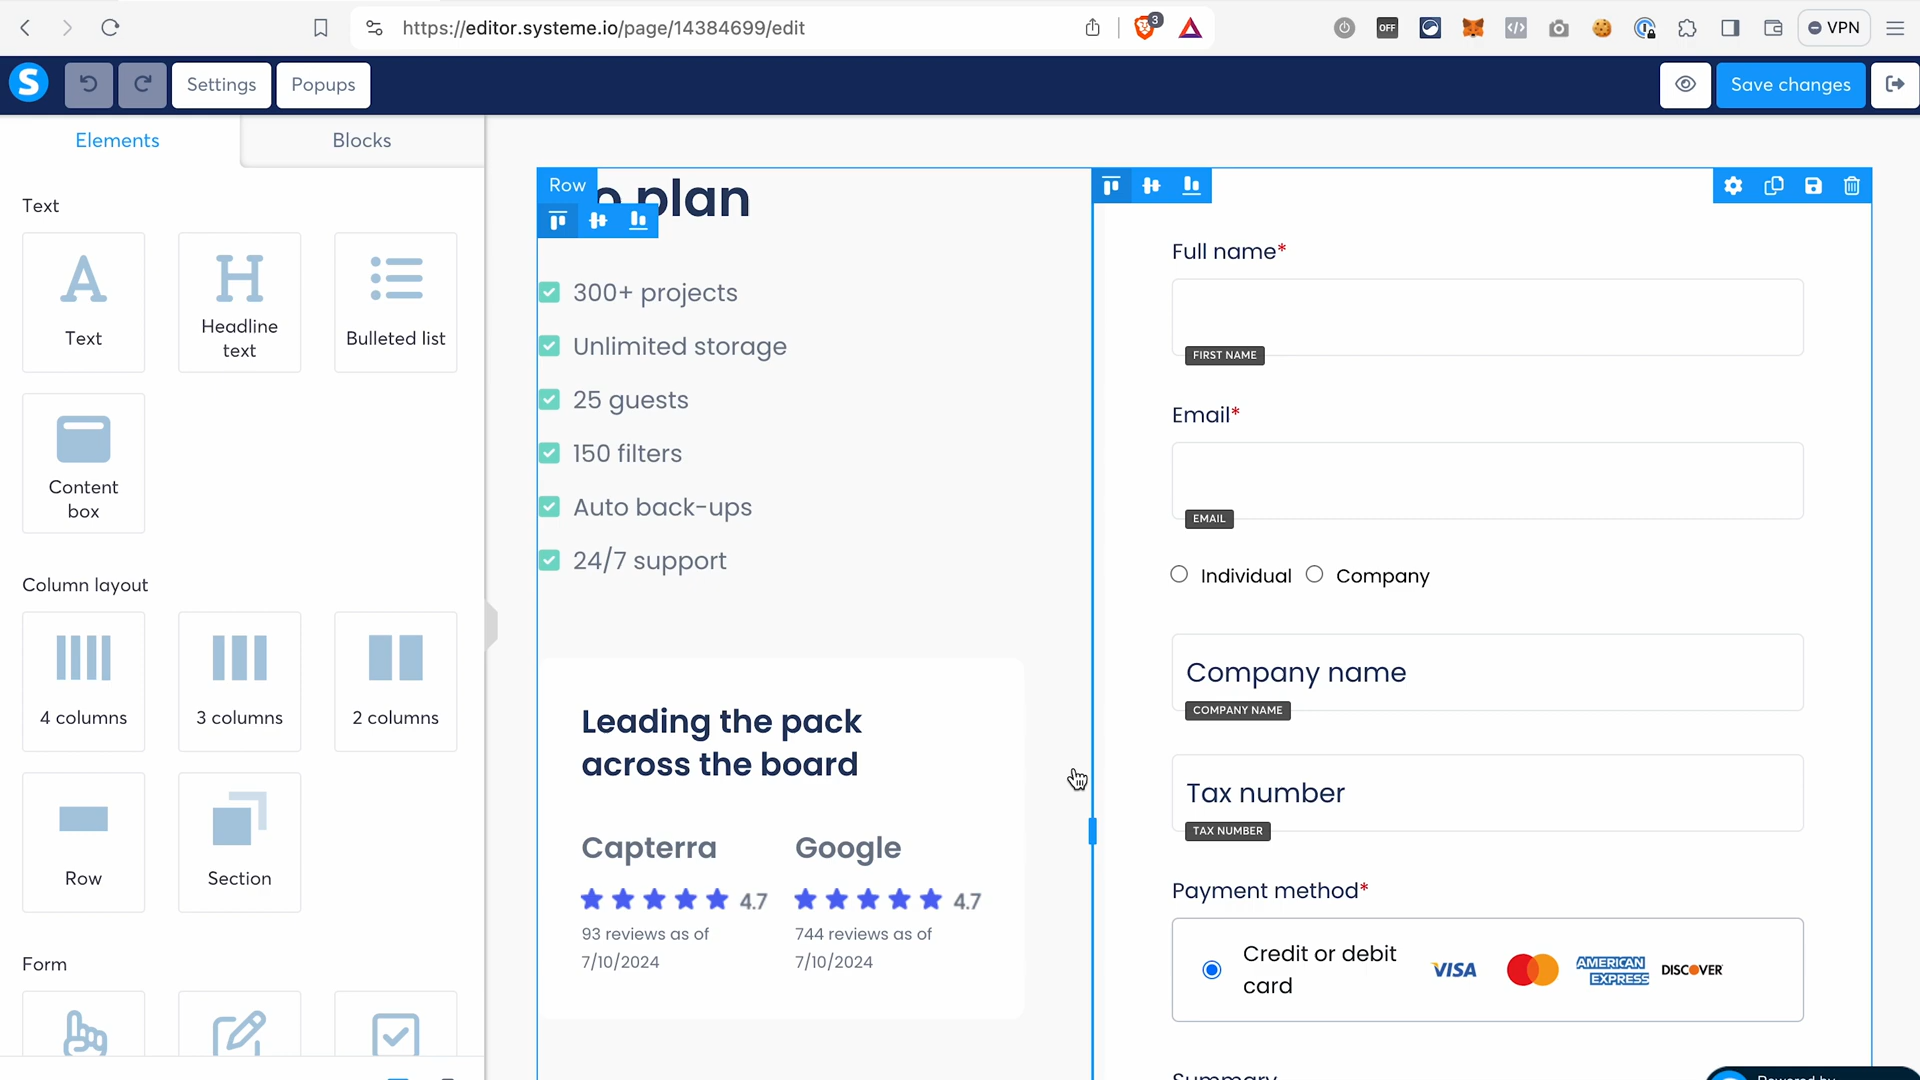 https://editor.systeme.io/page/14384699/edit
OFF
3
VPN
S
Settings
Popups
Save changes
Elements
Blocks
Text
A
Text
H
Headline
text
Bulleted list
Content
box
Column layout
4 columns
3 columns
2 columns
Row
Section
Form
Row
plan
300+ projects
Unlimited storage
25 guests
150 filters
Auto back-ups
24/7 support
Leading the pack
across the board
Capterra
4.7
93 reviews as of
7/10/2024
Google
4.7
744 reviews as of
7/10/2024
Full name*
FIRST NAME
Email*
EMAIL
Individual
Company
Company name
COMPANY NAME
Tax number
TAX NUMBER
Payment method*
Credit or debit
card
VISA
AMERICAN
EXPRESS
DISCOVER
Summary
Powered by